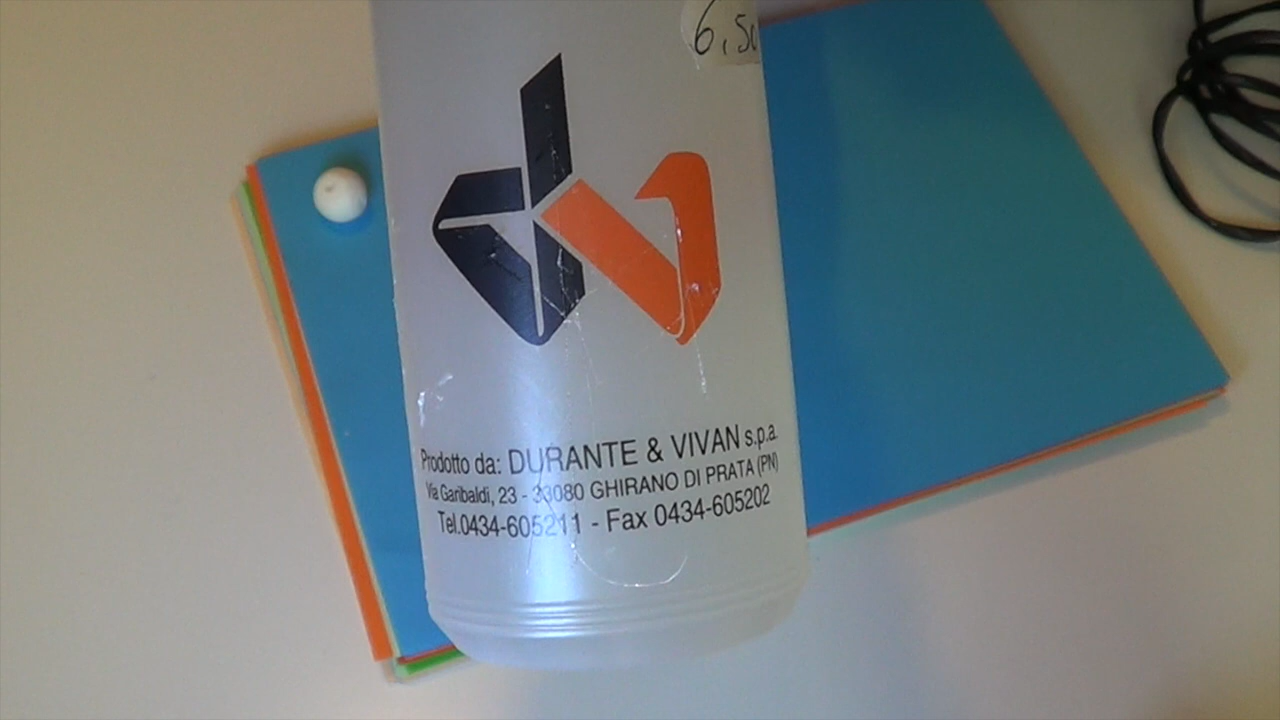 6,50
dv
Prodotto da: DURANTE & VIVAN s.p.a.
Via Garibaldi, 23 - 33080 GHIRANO DI PRATA (PN)
Tel.0434-605211 - Fax 0434-605202